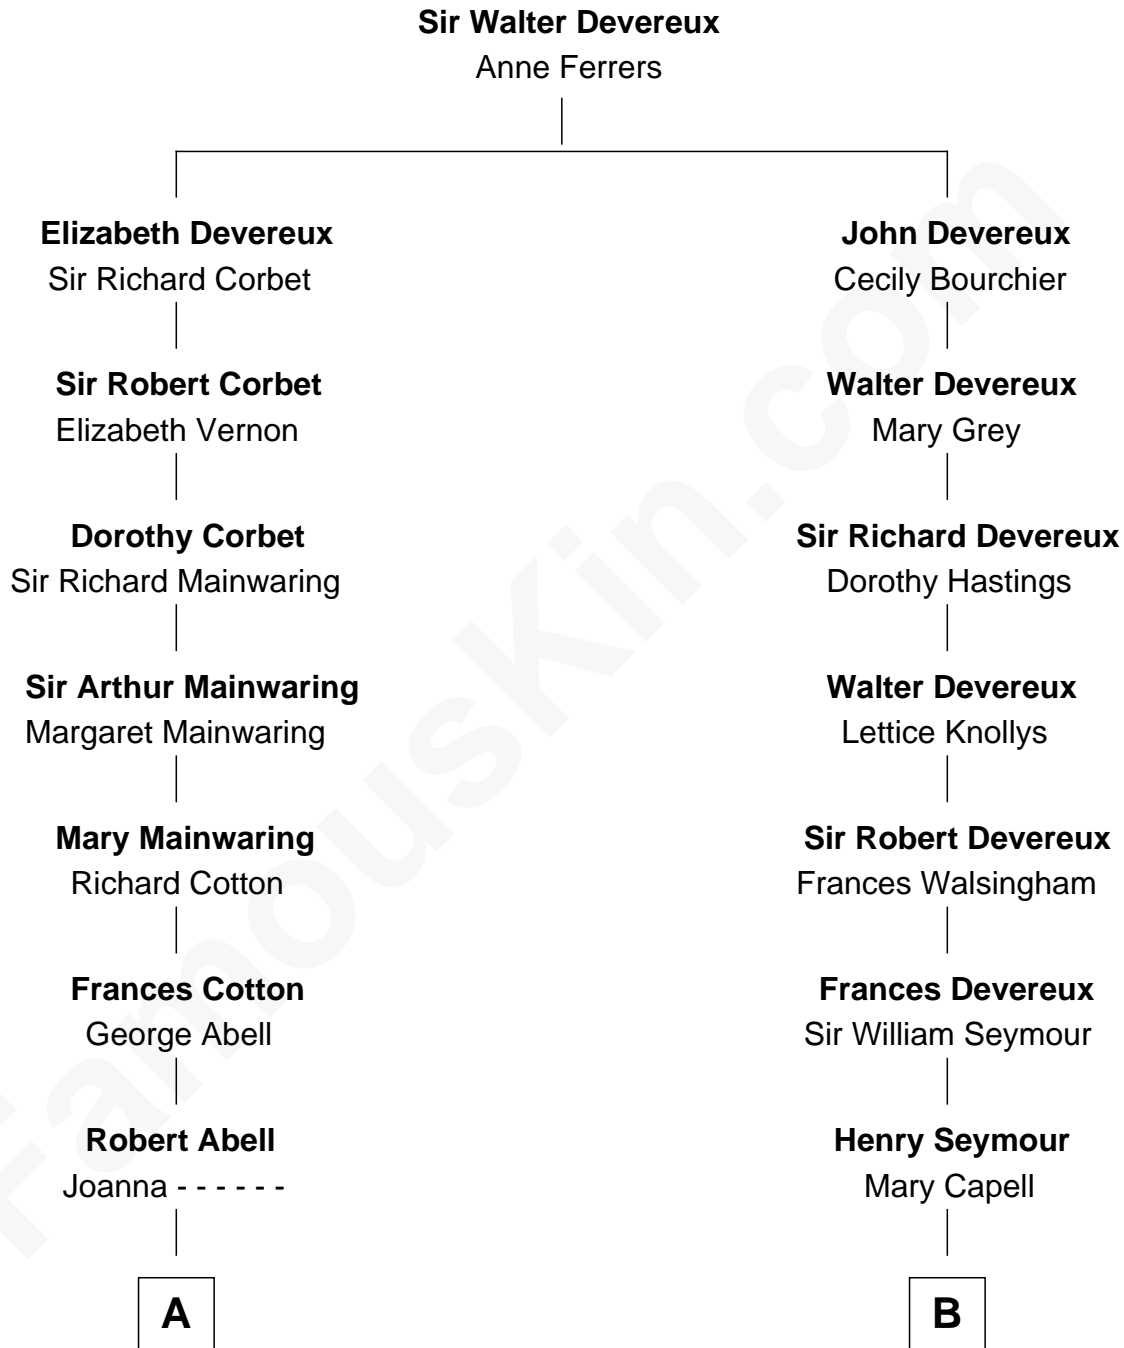 Sir Walter Devereux
Anne Ferrers
Elizabeth Devereux
Sir Richard Corbet
John Devereux
Cecily Bourchier
Sir Robert Corbet
Elizabeth Vernon
Walter Devereux
Mary Grey
Dorothy Corbet
Sir Richard Mainwaring
Sir Richard Devereux
Dorothy Hastings
Sir Arthur Mainwaring
Margaret Mainwaring
Walter Devereux
Lettice Knollys
Mary Mainwaring
Richard Cotton
Sir Robert Devereux
Frances Walsingham
Frances Cotton
George Abell
Frances Devereux
Sir William Seymour
Robert Abell
Joanna - - - - - -
Henry Seymour
Mary Capell
A
B
FamousKin.com